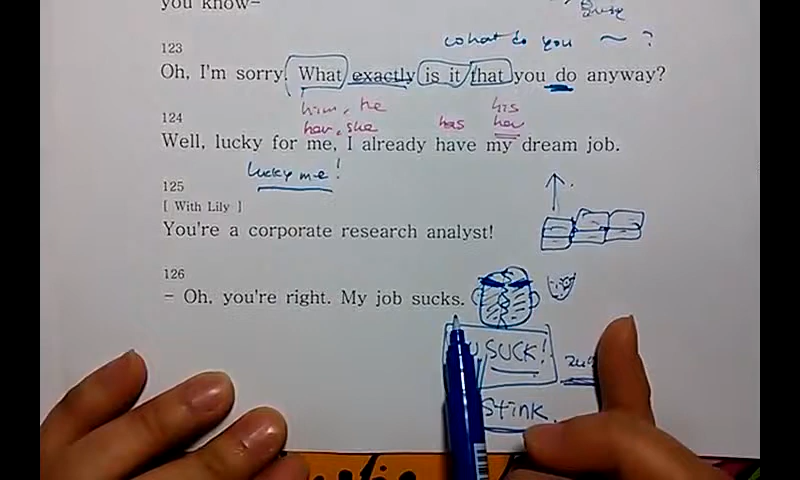 you know-
what do you ~ ?
123
Oh, I'm sorry. What exactly is it that you do anyway?
him, he his
her, she has her
124
Well, lucky for me, I already have my dream job.
lucky me!
125
[ With Lily ]
You're a corporate research analyst!
126
- Oh, you're right. My job sucks.
SUCK!
stink.